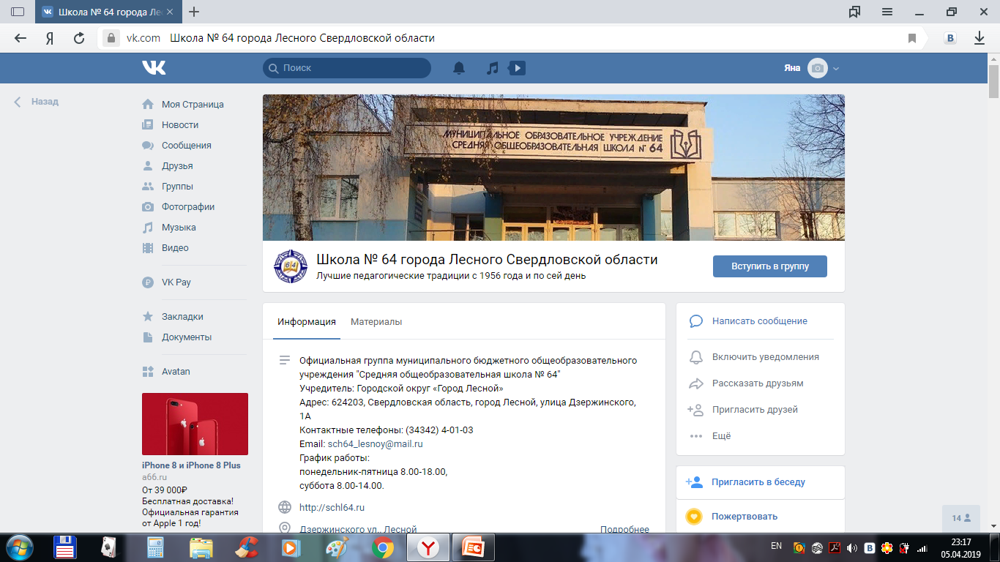 Школа № 64 города Лес
vk.com Школа № 64 города Лесного Свердловской области
Поиск
Яна
Назад
Моя Страница
Новости
Сообщения
Друзья
Группы
Фотографии
Музыка
Видео
VK Pay
Закладки
Документы
Avatan
iPhone 8 и iPhone 8 Plus
a66.ru
От 39 000₽
Бесплатная доставка!
Официальная гарантия
от Apple 1 год!
МУНИЦИПАЛЬНОЕ ОБРАЗОВАТЕЛЬНОЕ УЧРЕЖДЕНИЕ
СРЕДНЯЯ ОБЩЕОБРАЗОВАТЕЛЬНАЯ ШКОЛА №64
64
Школа № 64 города Лесного Свердловской области
Лучшие педагогические традиции с 1956 года и по сей день
Вступить в группу
Информация Материалы
Официальная группа муниципального бюджетного общеобразовательного
учреждения "Средняя общеобразовательная школа № 64"
Учредитель: Городской округ «Город Лесной»
Адрес: 624203, Свердловская область, город Лесной, улица Дзержинского,
1А
Контактные телефоны: (34342) 4-01-03
Email: sch64_lesnoy@mail.ru
График работы:
понедельник-пятница 8.00-18.00,
суббота 8.00-14.00.
http://schl64.ru
Дзержинского ул., Лесной Подробнее
Написать сообщение
Включить уведомления
Рассказать друзьям
Пригласить друзей
Ещё
Пригласить в беседу
Пожертвовать
14
EN
23:17
05.04.2019